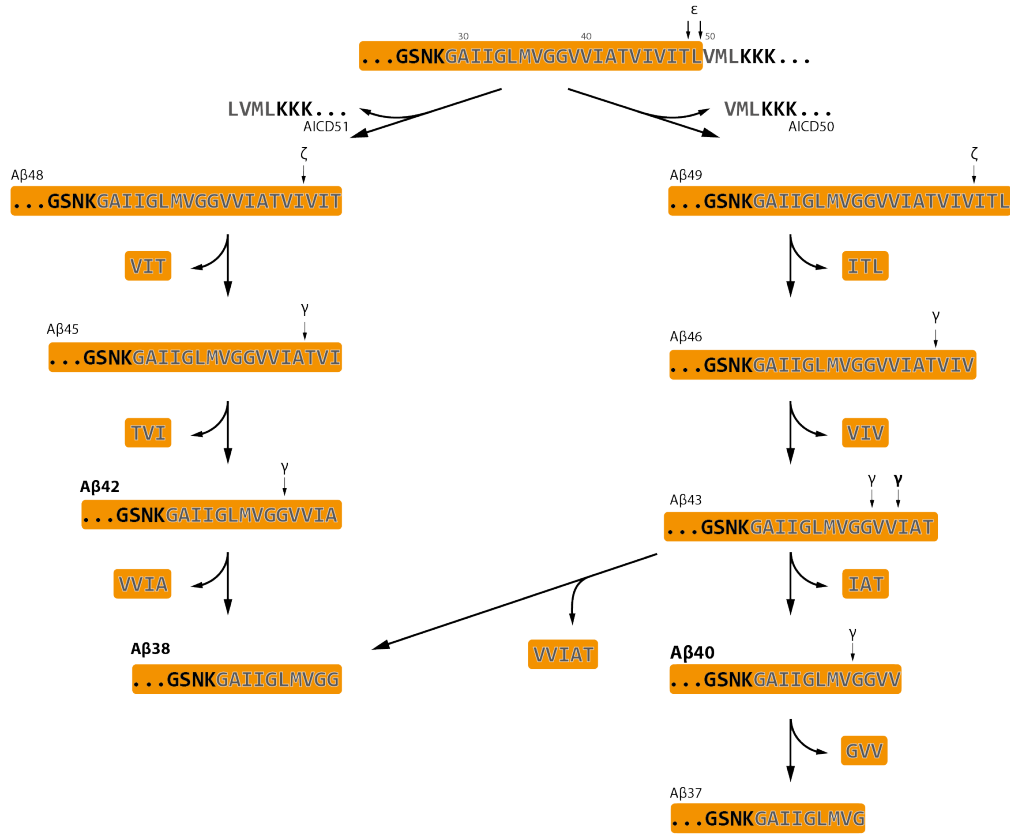 ε
30 40 50
...GSNKGAIIGLMVGGVVIATVIVITLVMLKKK...
LVMLKKK...
AICD51
VMLKKK...
AICD50
ζ
Aβ48
...GSNKGAIIGLMVGGVVIATVIVIT
ζ
Aβ49
...GSNKGAIIGLMVGGVVIATVIVITL
VIT
ITL
γ
Aβ45
...GSNKGAIIGLMVGGVVIATVI
γ
Aβ46
...GSNKGAIIGLMVGGVVIATVIV
TVI
VIV
γ
Aβ42
...GSNKGAIIGLMVGGVVIA
γ γ
Aβ43
...GSNKGAIIGLMVGGVVIAT
VVIA
IAT
VVIAT
Aβ38
...GSNKGAIIGLMVGG
γ
Aβ40
...GSNKGAIIGLMVGGVV
GVV
Aβ37
...GSNKGAIIGLMVG